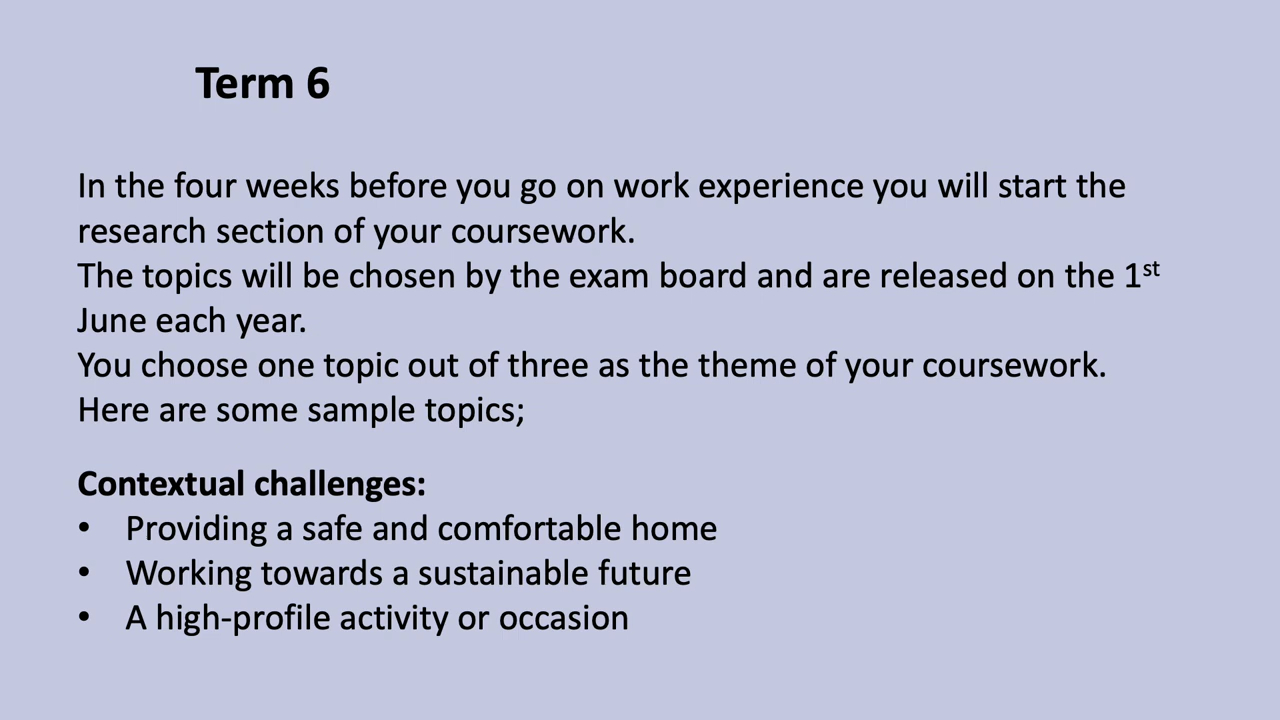 Term 6
In the four weeks before you go on work experience you will start the
research section of your coursework.
The topics will be chosen by the exam board and are released on the 1st
June each year.
You choose one topic out of three as the theme of your coursework.
Here are some sample topics;
Contextual challenges:
• Providing a safe and comfortable home
• Working towards a sustainable future
• A high-profile activity or occasion